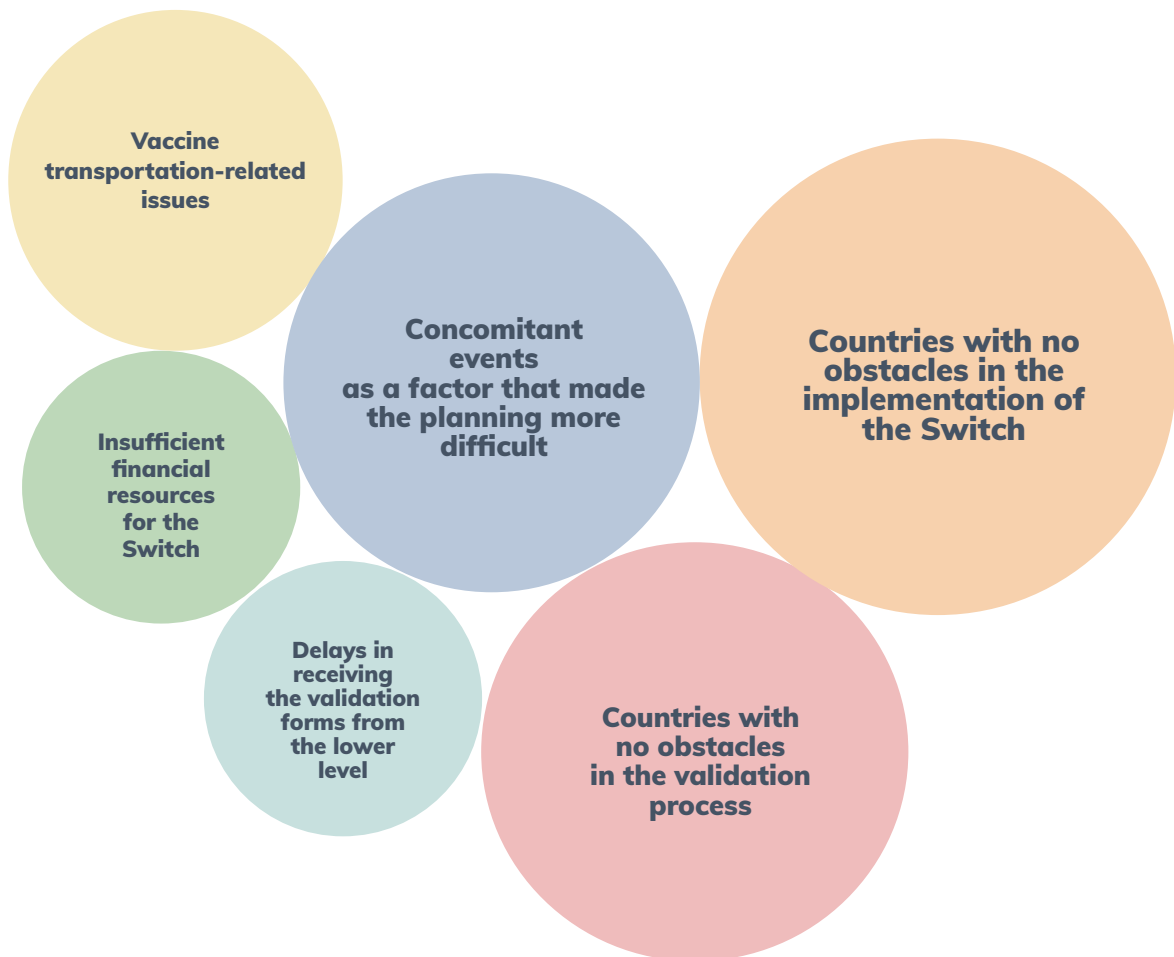 Vaccine
transportation-related
issues
Concomitant
events
as a factor that made
the planning more
difficult
Countries with no
obstacles in the
implementation of
the Switch
Insufficient
financial
resources
for the
Switch
Delays in
receiving
the validation
forms from
the lower
level
Countries with
no obstacles
in the validation
process